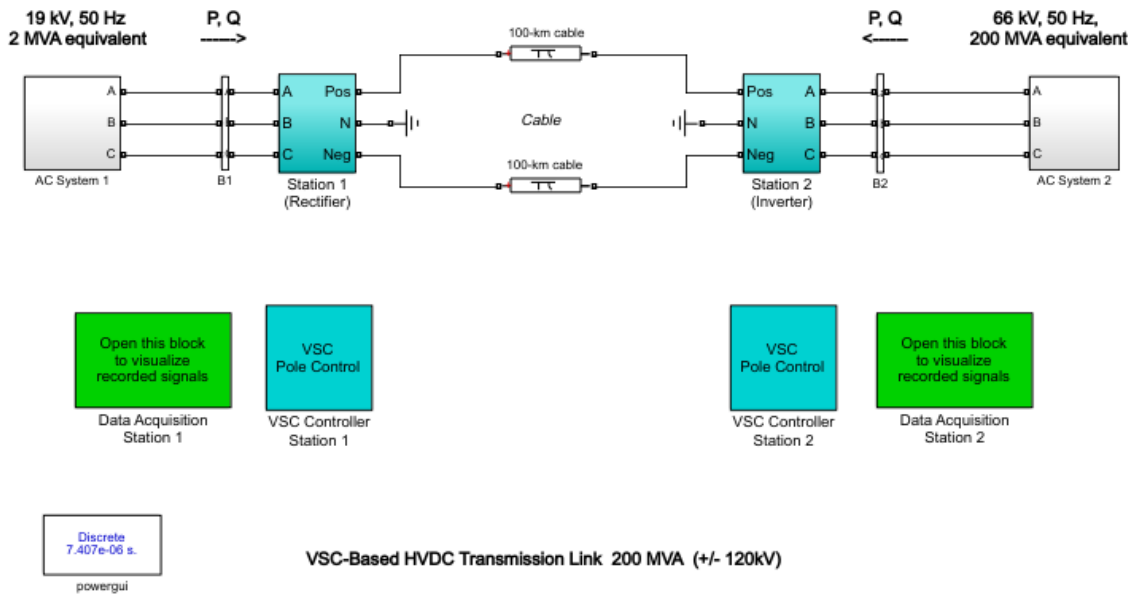 19 kV, 50 Hz
2 MVA equivalent
P, Q
------>
100-km cable
P, Q
<------
66 kV, 50 Hz,
200 MVA equivalent
A
B
C
AC System 1
B1
A
B
C
Pos
N
Neg
Station 1
(Rectifier)
Cable
100-km cable
Pos
N
Neg
A
B
C
Station 2
(Inverter)
B2
A
B
C
AC System 2
Open this block
to visualize
recorded signals
Data Acquisition
Station 1
VSC
Pole Control
VSC Controller
Station 1
VSC
Pole Control
VSC Controller
Station 2
Open this block
to visualize
recorded signals
Data Acquisition
Station 2
Discrete
7.407e-06 s.
powergui
VSC-Based HVDC Transmission Link 200 MVA (+/- 120kV)